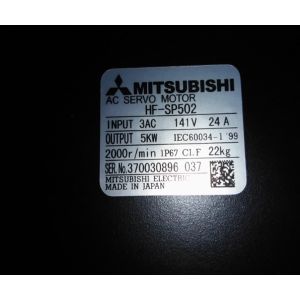 MITSUBISHI
AC SERVO MOTOR
HF-SP502
INPUT 3AC 141V 24A
OUTPUT 5KW IEC60034-1 '99
2000r/min IP67 Cl.F 22kg
SER.No.370030896 037
MITSUBISHI ELECTRIC
MADE IN JAPAN